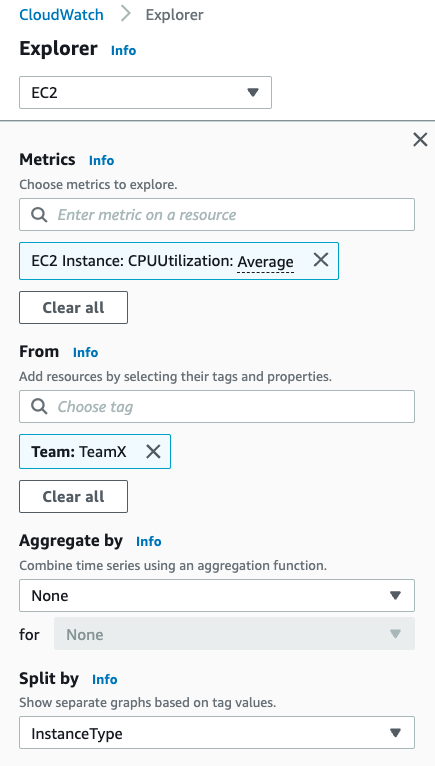 CloudWatch > Explorer
Explorer Info
EC2
Metrics Info
Choose metrics to explore.
Enter metric on a resource
EC2 Instance: CPUUtilization: Average
Clear all
From Info
Add resources by selecting their tags and properties.
Choose tag
Team: TeamX
Clear all
Aggregate by Info
Combine time series using an aggregation function.
None
for None
Split by Info
Show separate graphs based on tag values.
InstanceType